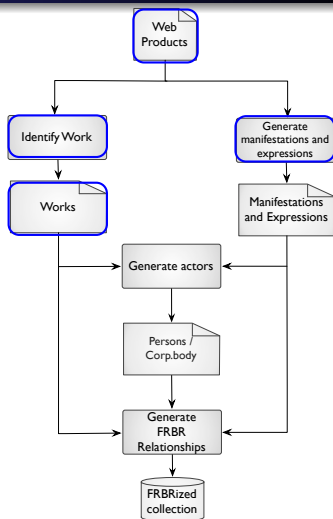 Web
Products
Identify Work
Generate
manifestations and
expressions
Works
Manifestations
and Expressions
Generate actors
Persons /
Corp.body
Generate
FRBR
Relationships
FRBRized
collection